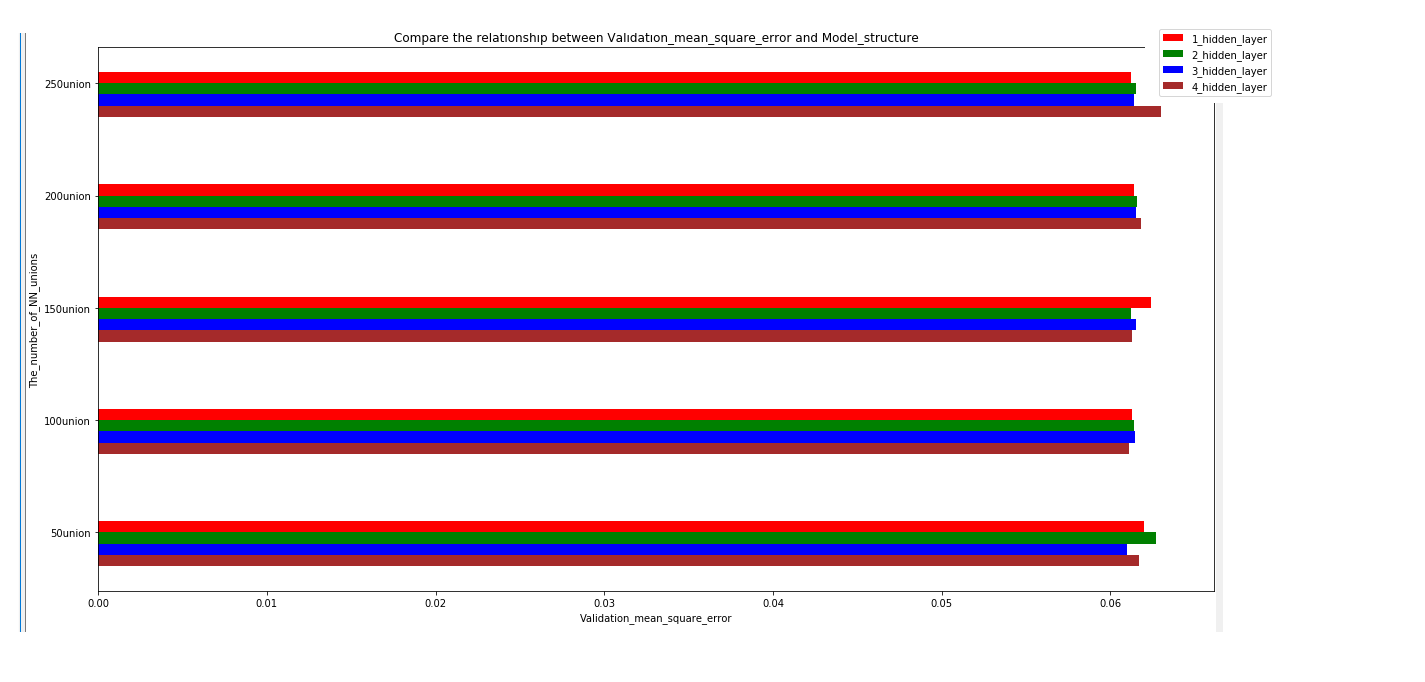 Compare the relationship between Validation_mean_square_error and Model_structure
1_hidden_layer
2_hidden_layer
3_hidden_layer
4_hidden_layer
The_number_of_NN_unions
250union
200union
150union
100union
50union
0.00 0.01 0.02 0.03 0.04 0.05 0.06
Validation_mean_square_error